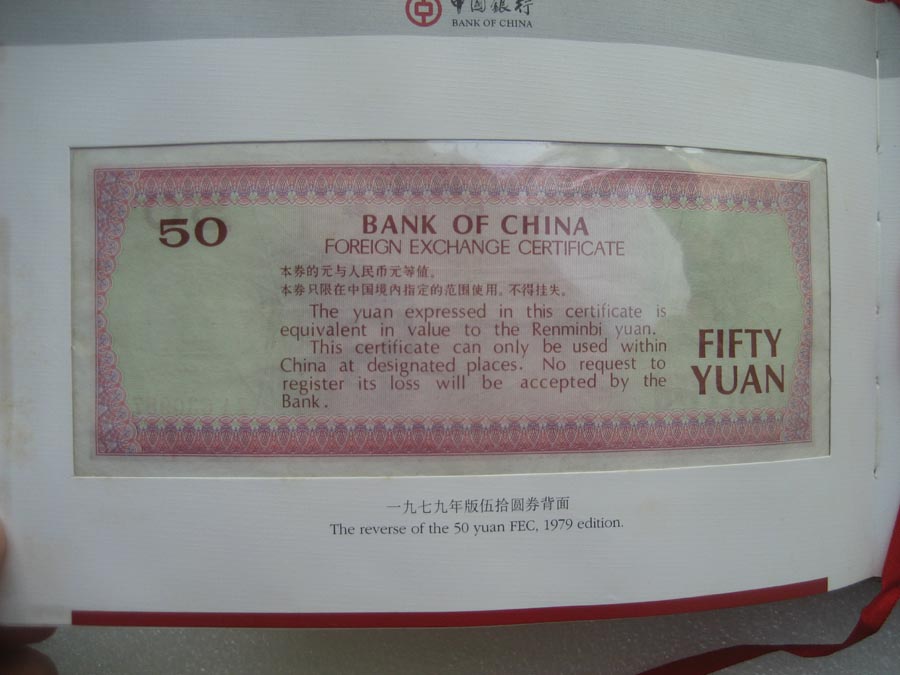 中國銀行
BANK OF CHINA
50
BANK OF CHINA
FOREIGN EXCHANGE CERTIFICATE
本券的元与人民币元等值。
本券只限在中国境内指定的范围使用。不得挂失。
The yuan expressed in this certificate is
equivalent in value to the Renminbi yuan.
This certificate can only be used within
China at designated places. No request to
register its loss will be accepted by the
Bank.
FIFTY
YUAN
一九七九年版伍拾圆券背面
The reverse of the 50 yuan FEC, 1979 edition.